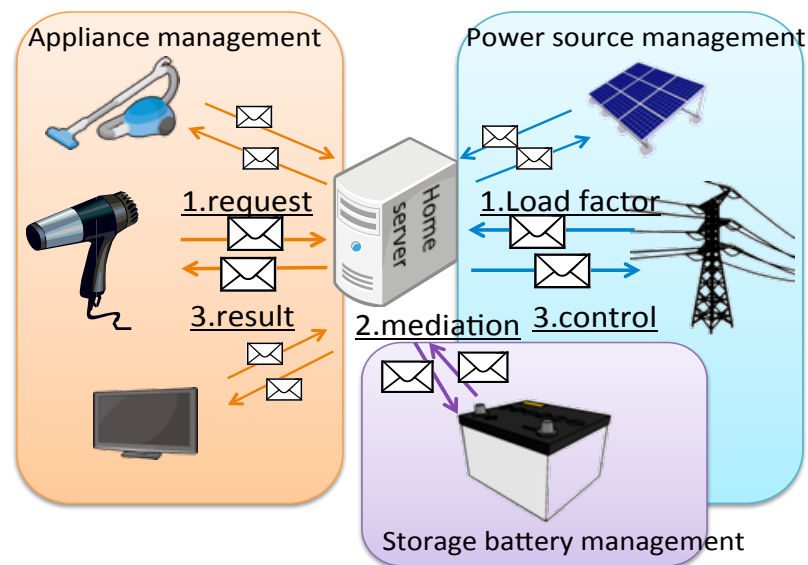 Appliance management
Power source management
Home
server
1.request
1.Load factor
3.result
2.mediation
3.control
Storage battery management